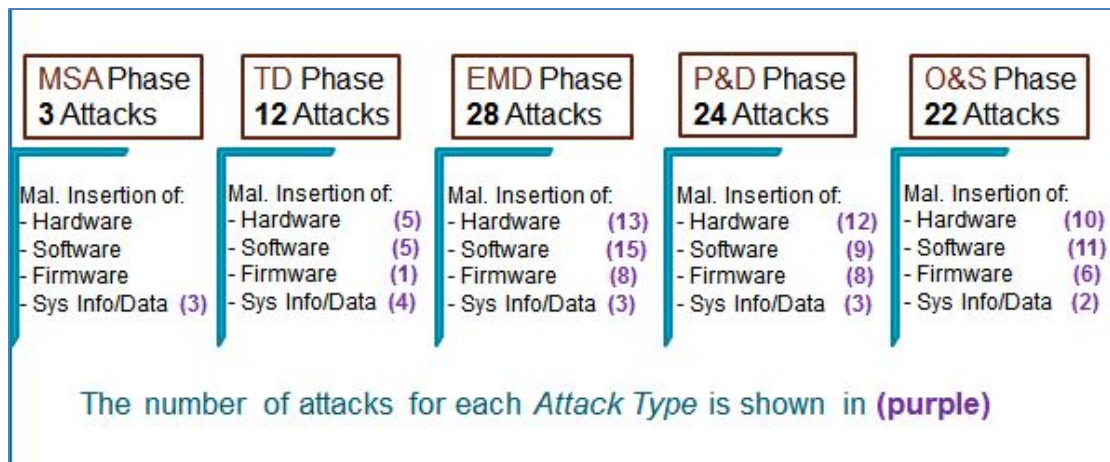 MSA Phase
3 Attacks
TD Phase
12 Attacks
EMD Phase
28 Attacks
P&D Phase
24 Attacks
O&S Phase
22 Attacks
Mal. Insertion of:
- Hardware
- Software
- Firmware
- Sys Info/Data (3)
Mal. Insertion of:
- Hardware (5)
- Software (5)
- Firmware (1)
- Sys Info/Data (4)
Mal. Insertion of:
- Hardware (13)
- Software (15)
- Firmware (8)
- Sys Info/Data (3)
Mal. Insertion of:
- Hardware (12)
- Software (9)
- Firmware (8)
- Sys Info/Data (3)
Mal. Insertion of:
- Hardware (10)
- Software (11)
- Firmware (6)
- Sys Info/Data (2)
The number of attacks for each Attack Type is shown in (purple)